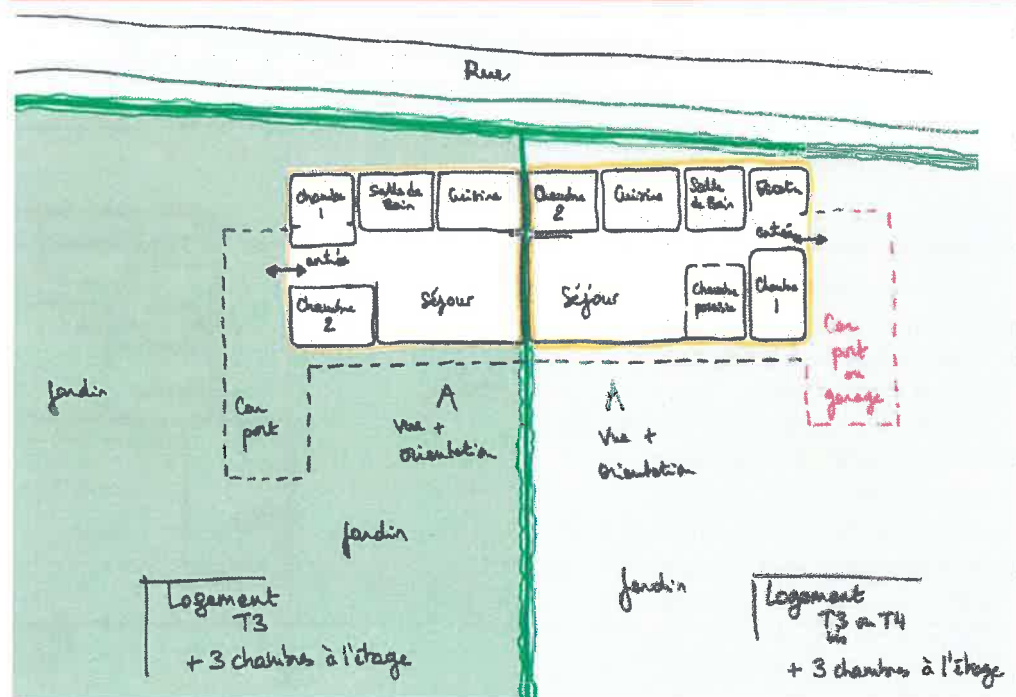 Rue
Chambre
1
Salle de
Bain
Cuisine
Chambre
2
Cuisine
Salle
de Bain
entrée
entrée
Chambre
2
Séjour
Séjour
Chambre
possible
Chambre
1
Jardin
Car
port
A
Vue +
Orientation
A
Vue +
Orientation
Car
port
ou
garage
Jardin
Jardin
Logement
T3
+ 3 chambres à l'étage
Logement
T3 ou T4
bis
+ 3 chambres à l'étage